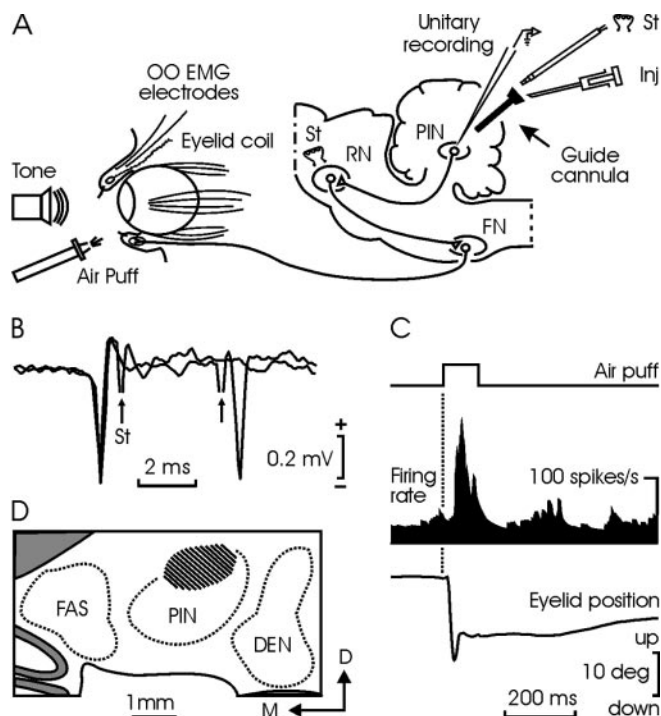 A
Unitary
recording
St
Inj
OO EMG
electrodes
Eyelid coil
St
RN
PIN
Guide
cannula
Tone
FN
Air Puff
B
St
2 ms
+
0.2 mV
–
C
Air puff
Firing
rate
100 spikes/s
Eyelid position
up
10 deg
down
200 ms
D
FAS
PIN
DEN
1mm
M
D